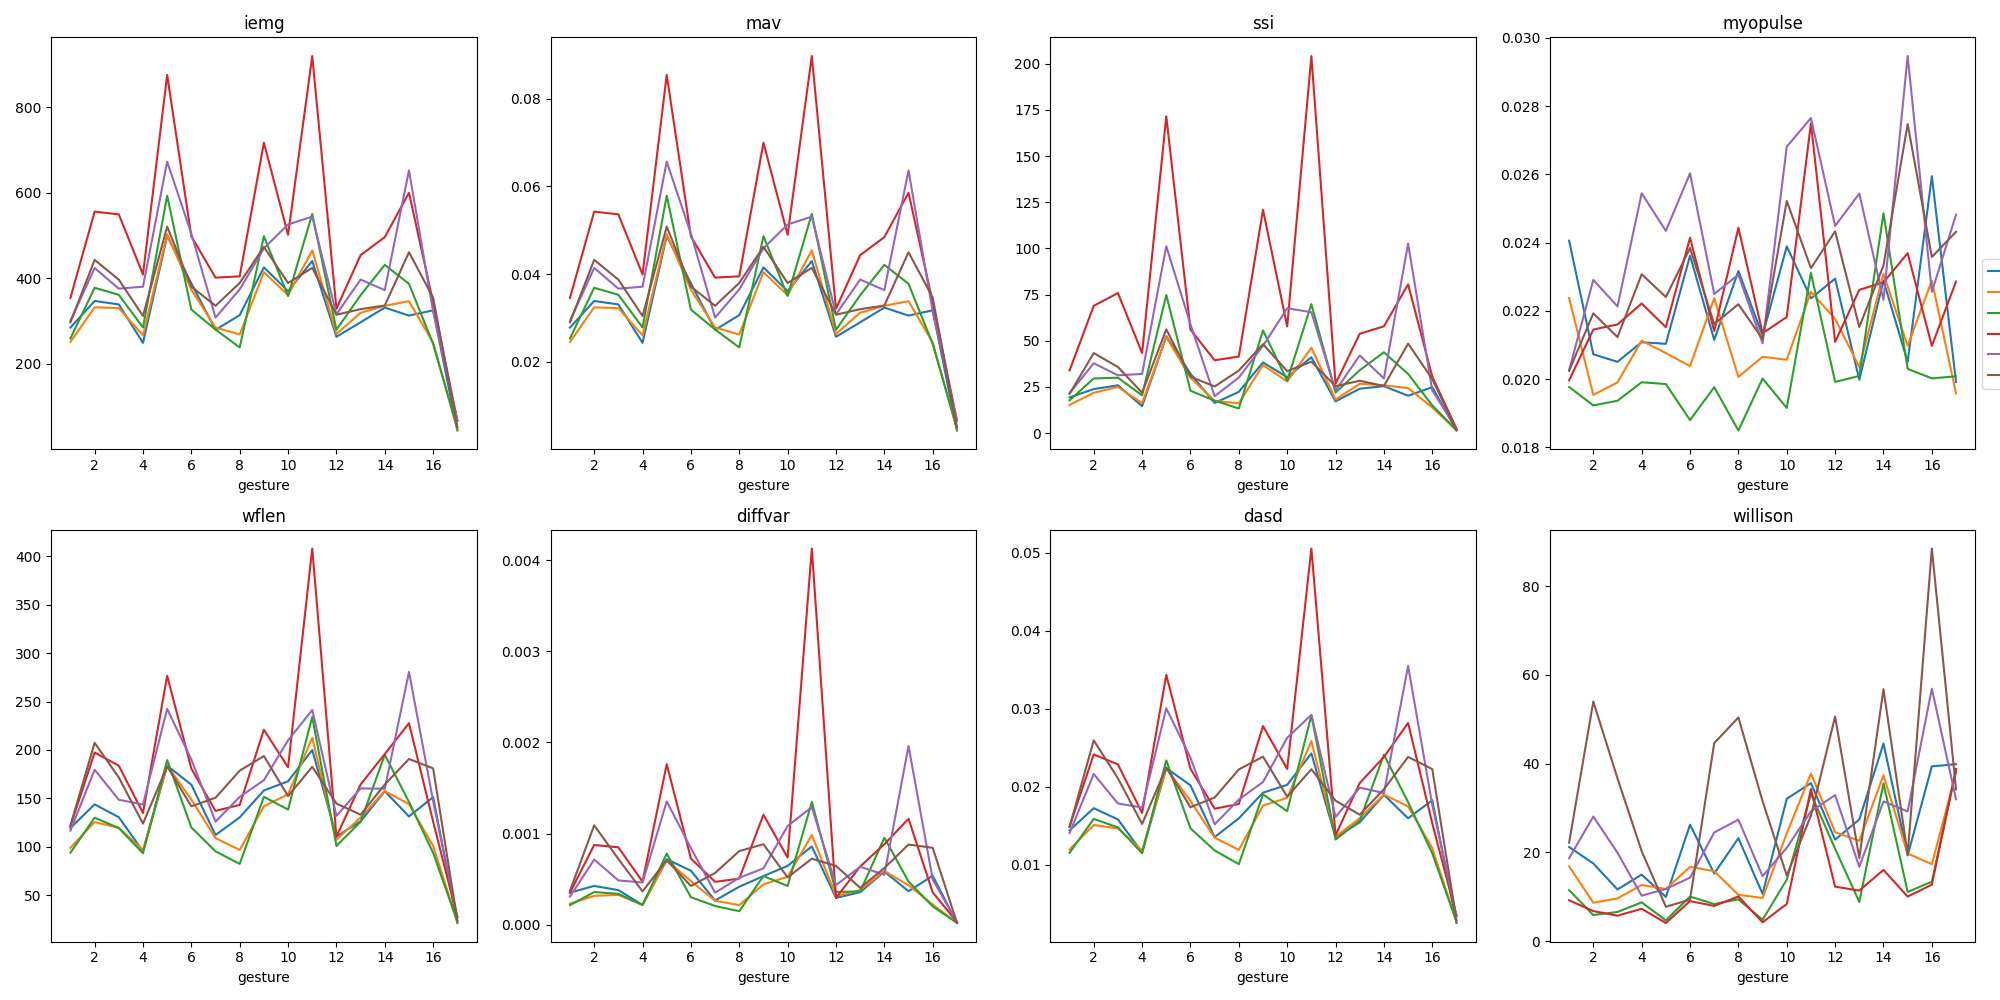 iemg
800
600
400
200
2 4 6 8 10 12 14 16
gesture
mav
0.08
0.06
0.04
0.02
2 4 6 8 10 12 14 16
gesture
ssi
200
175
150
125
100
75
50
25
0
2 4 6 8 10 12 14 16
gesture
myopulse
0.030
0.028
0.026
0.024
0.022
0.020
0.018
2 4 6 8 10 12 14 16
gesture
wflen
400
350
300
250
200
150
100
50
2 4 6 8 10 12 14 16
gesture
diffvar
0.004
0.003
0.002
0.001
0.000
2 4 6 8 10 12 14 16
gesture
dasd
0.05
0.04
0.03
0.02
0.01
2 4 6 8 10 12 14 16
gesture
willison
80
60
40
20
0
2 4 6 8 10 12 14 16
gesture